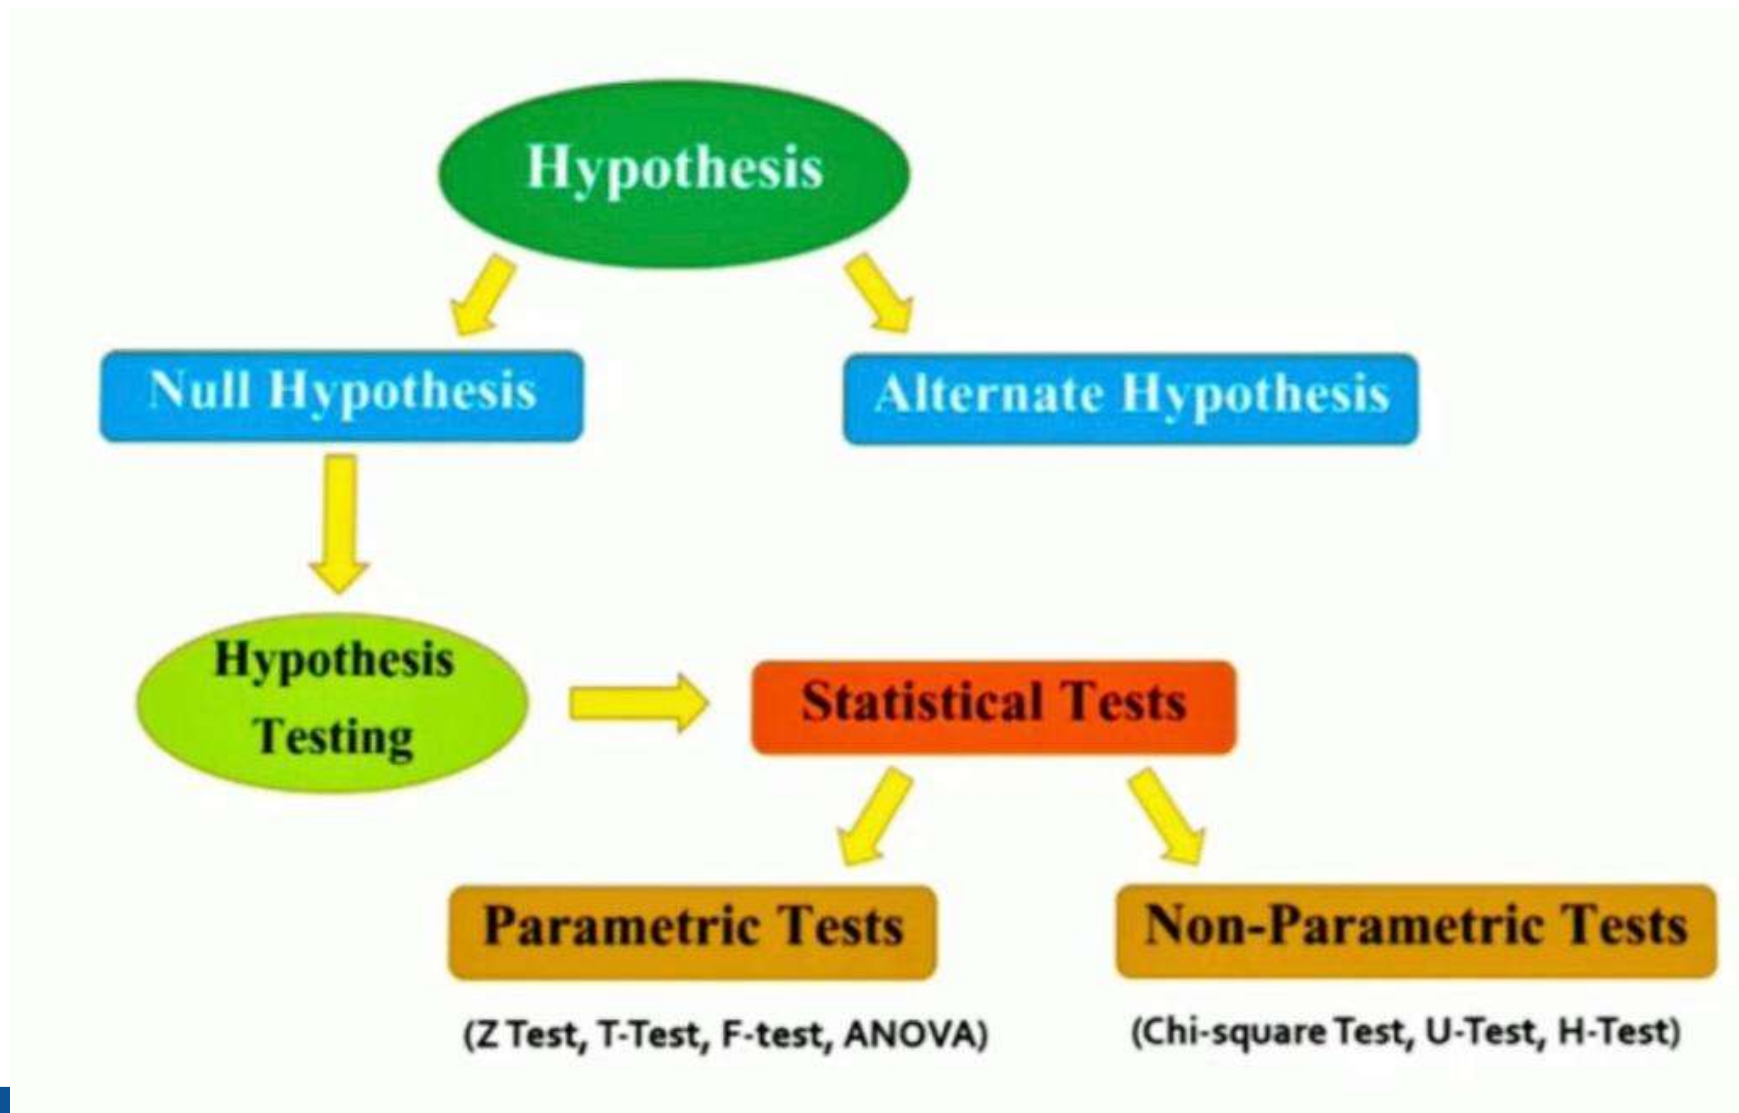 Hypothesis
Null Hypothesis
Alternate Hypothesis
Hypothesis
Testing
Statistical Tests
Parametric Tests
Non-Parametric Tests
(Z Test, T-Test, F-test, ANOVA)
(Chi-square Test, U-Test, H-Test)